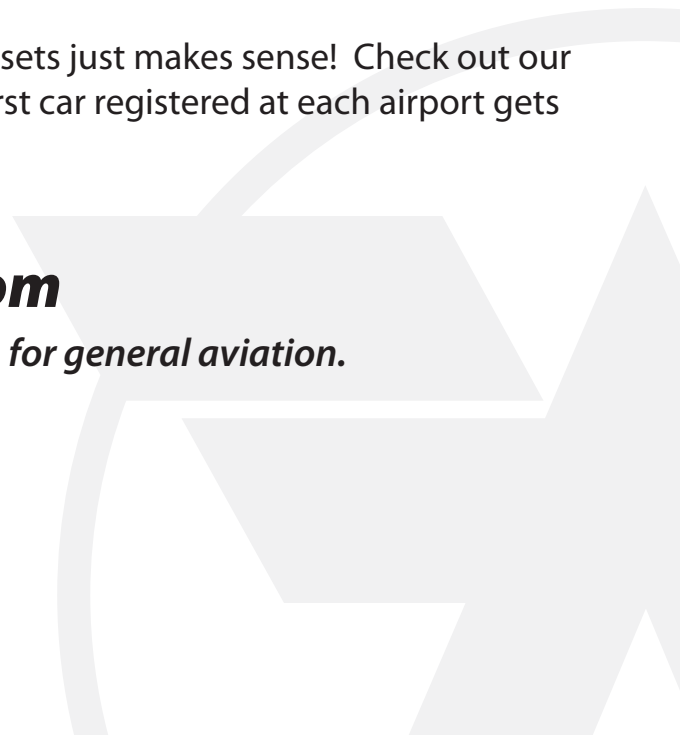 sets just makes sense! Check out our
rst car registered at each airport gets
om
for general aviation.